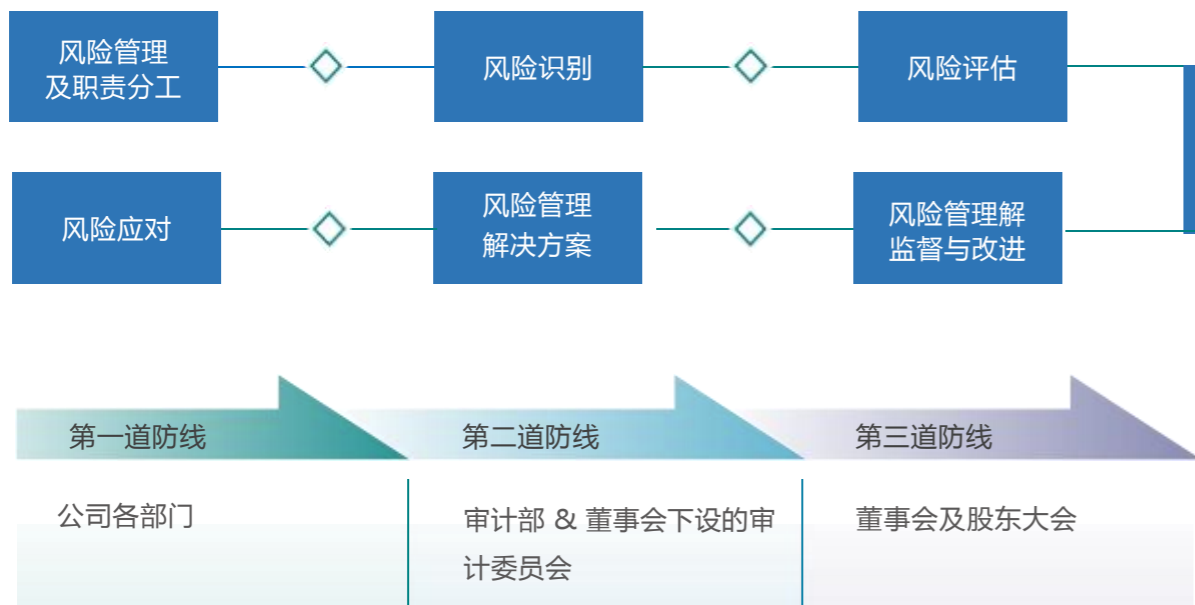 风险管理
及职责分工
风险识别
风险评估
风险应对
风险管理
解决方案
风险管理解
监督与改进
第一道防线
第二道防线
第三道防线
公司各部门
审计部 & 董事会下设的审
计委员会
董事会及股东大会